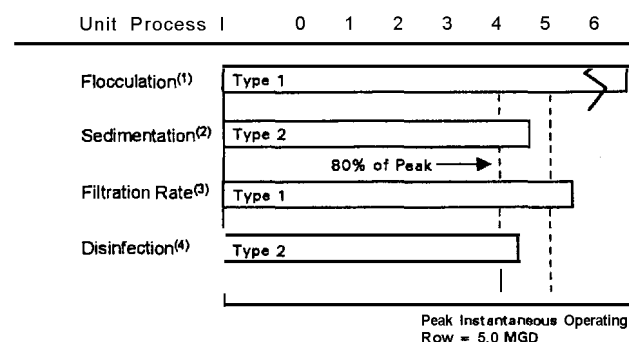 Unit Process I 0 1 2 3 4 5 6
Flocculation(1) Type 1
Sedimentation(2) Type 2
80% of Peak
Filtration Rate(3) Type 1
Disinfection(4) Type 2
Peak Instantaneous Operating
Row = 5.0 MGD